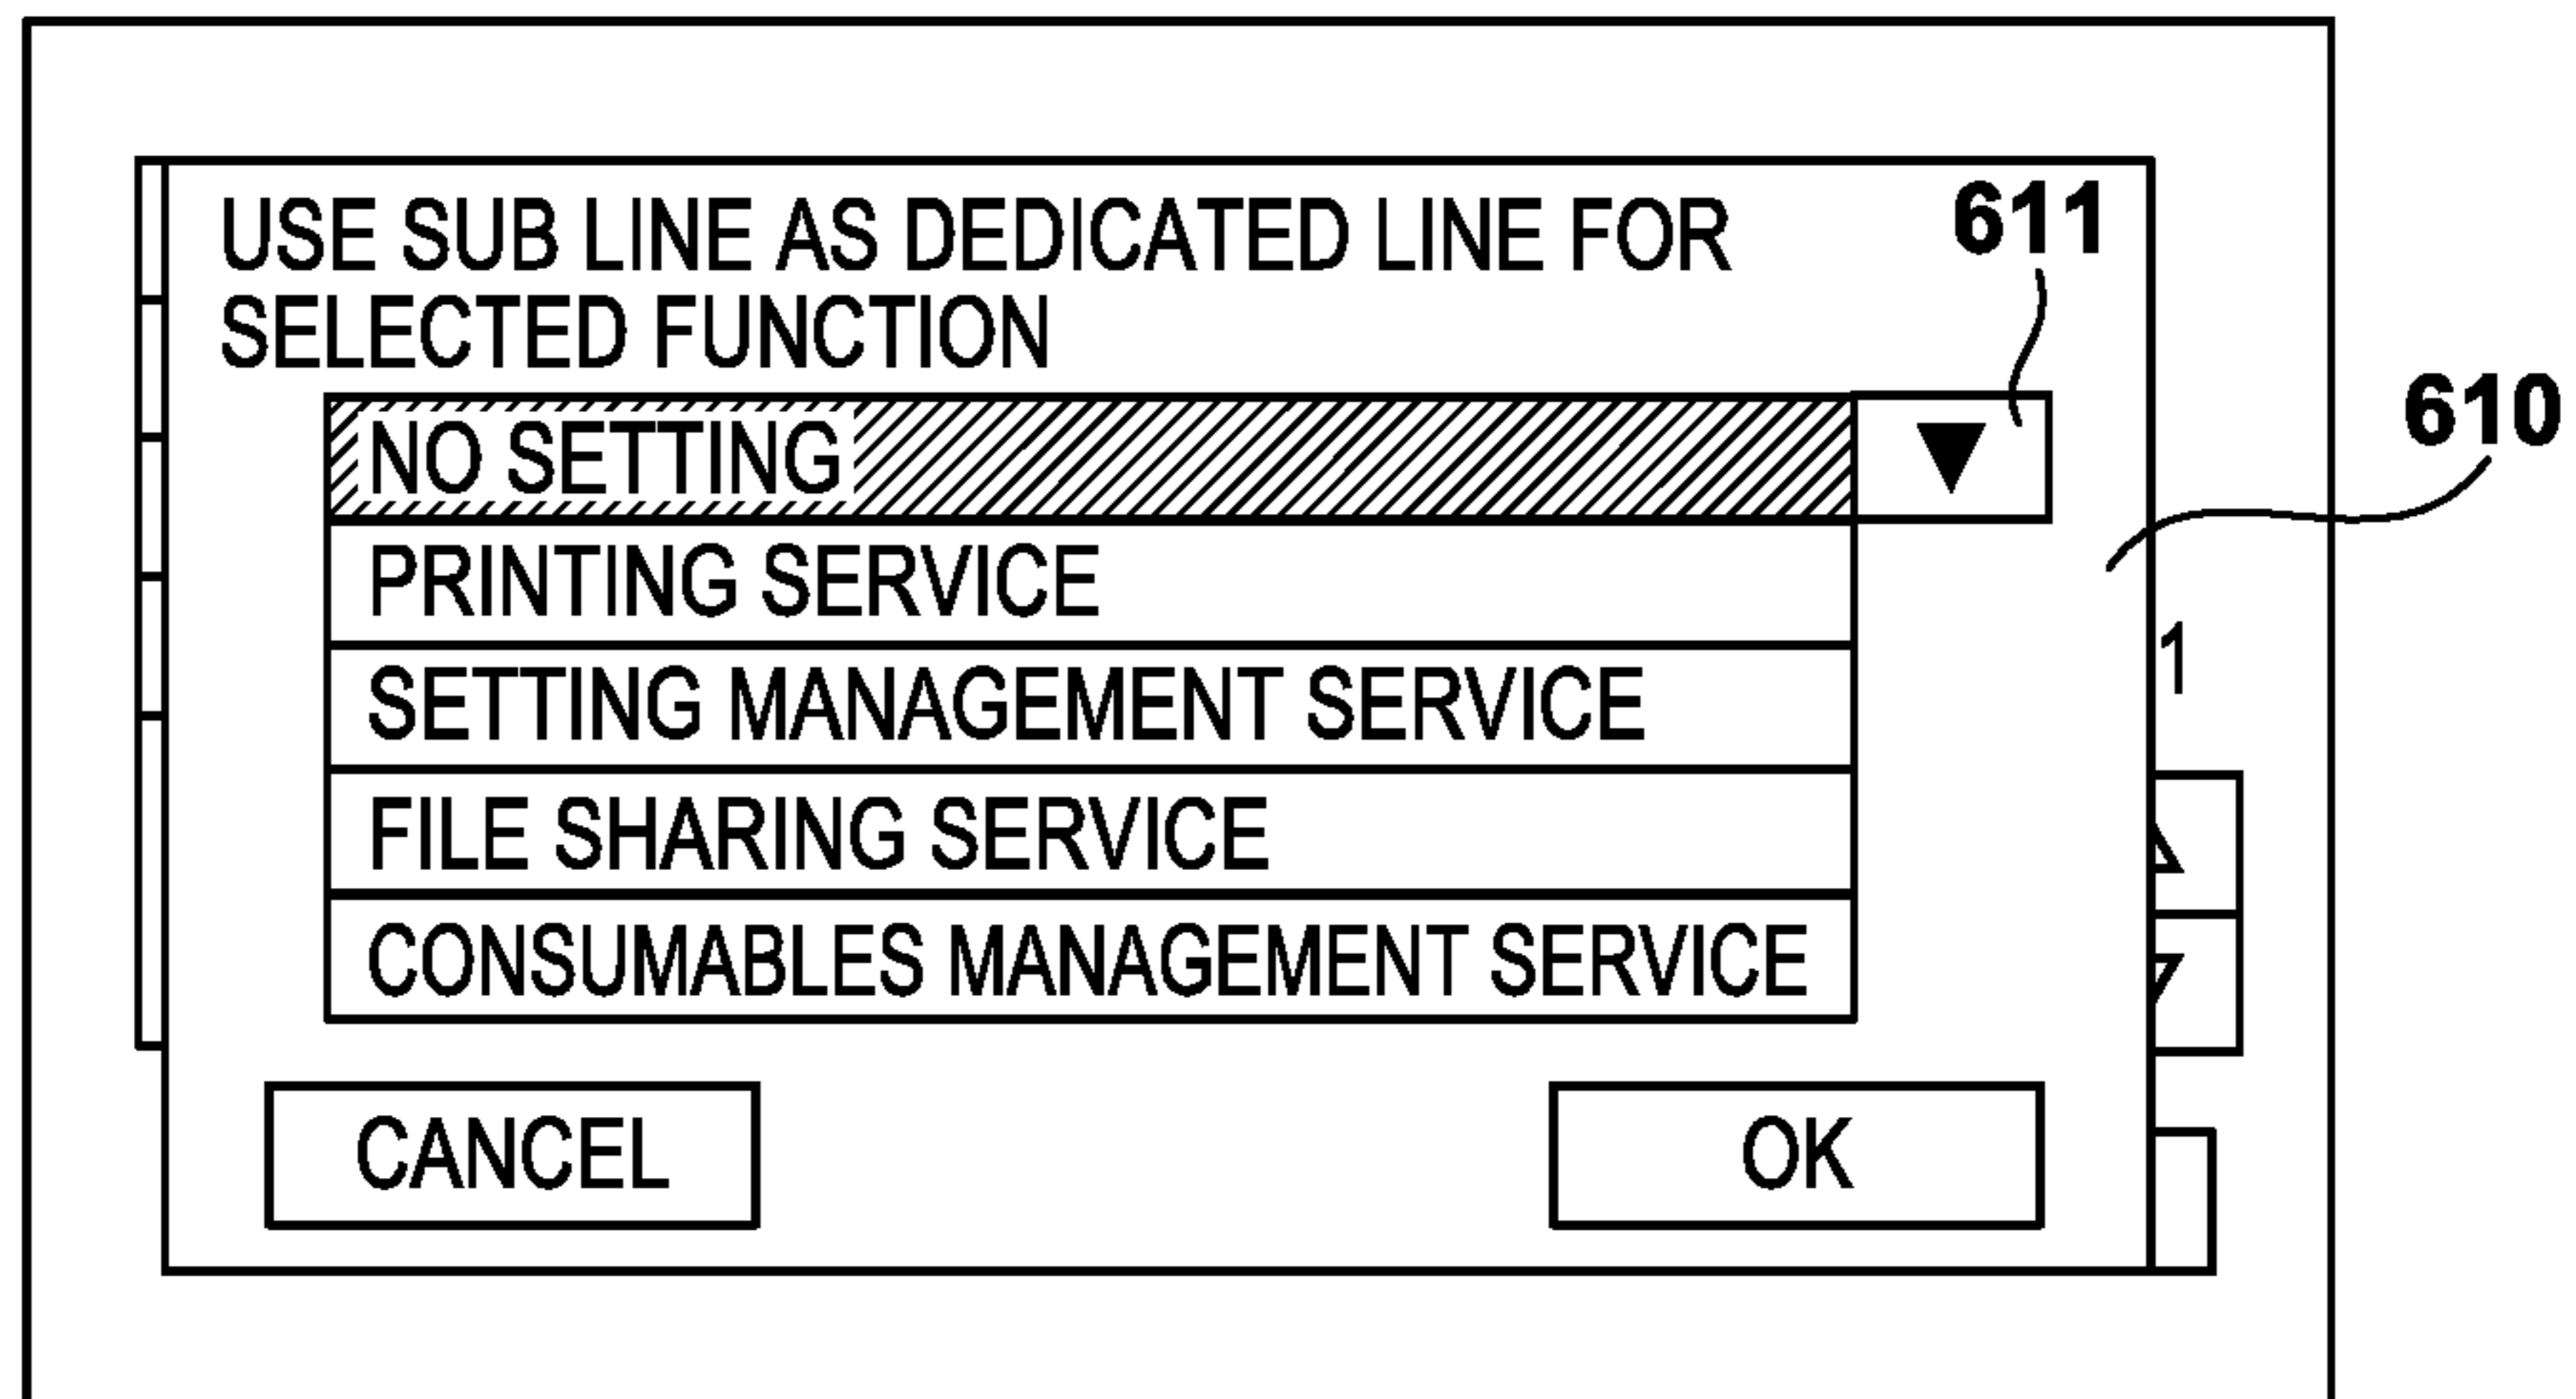 USE SUB LINE AS DEDICATED LINE FOR
SELECTED FUNCTION
611
610
NO SETTING
PRINTING SERVICE
SETTING MANAGEMENT SERVICE
1
FILE SHARING SERVICE
CONSUMABLES MANAGEMENT SERVICE
CANCEL
OK